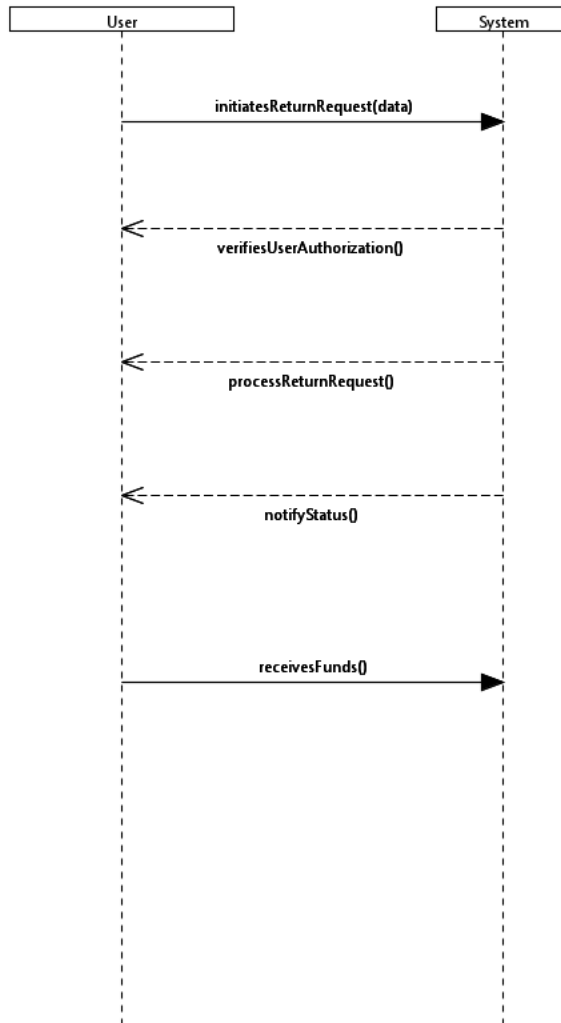 User
System
initiatesReturnRequest(data)
verifiesUserAuthorization()
processReturnRequest()
notifyStatus()
receivesFunds()